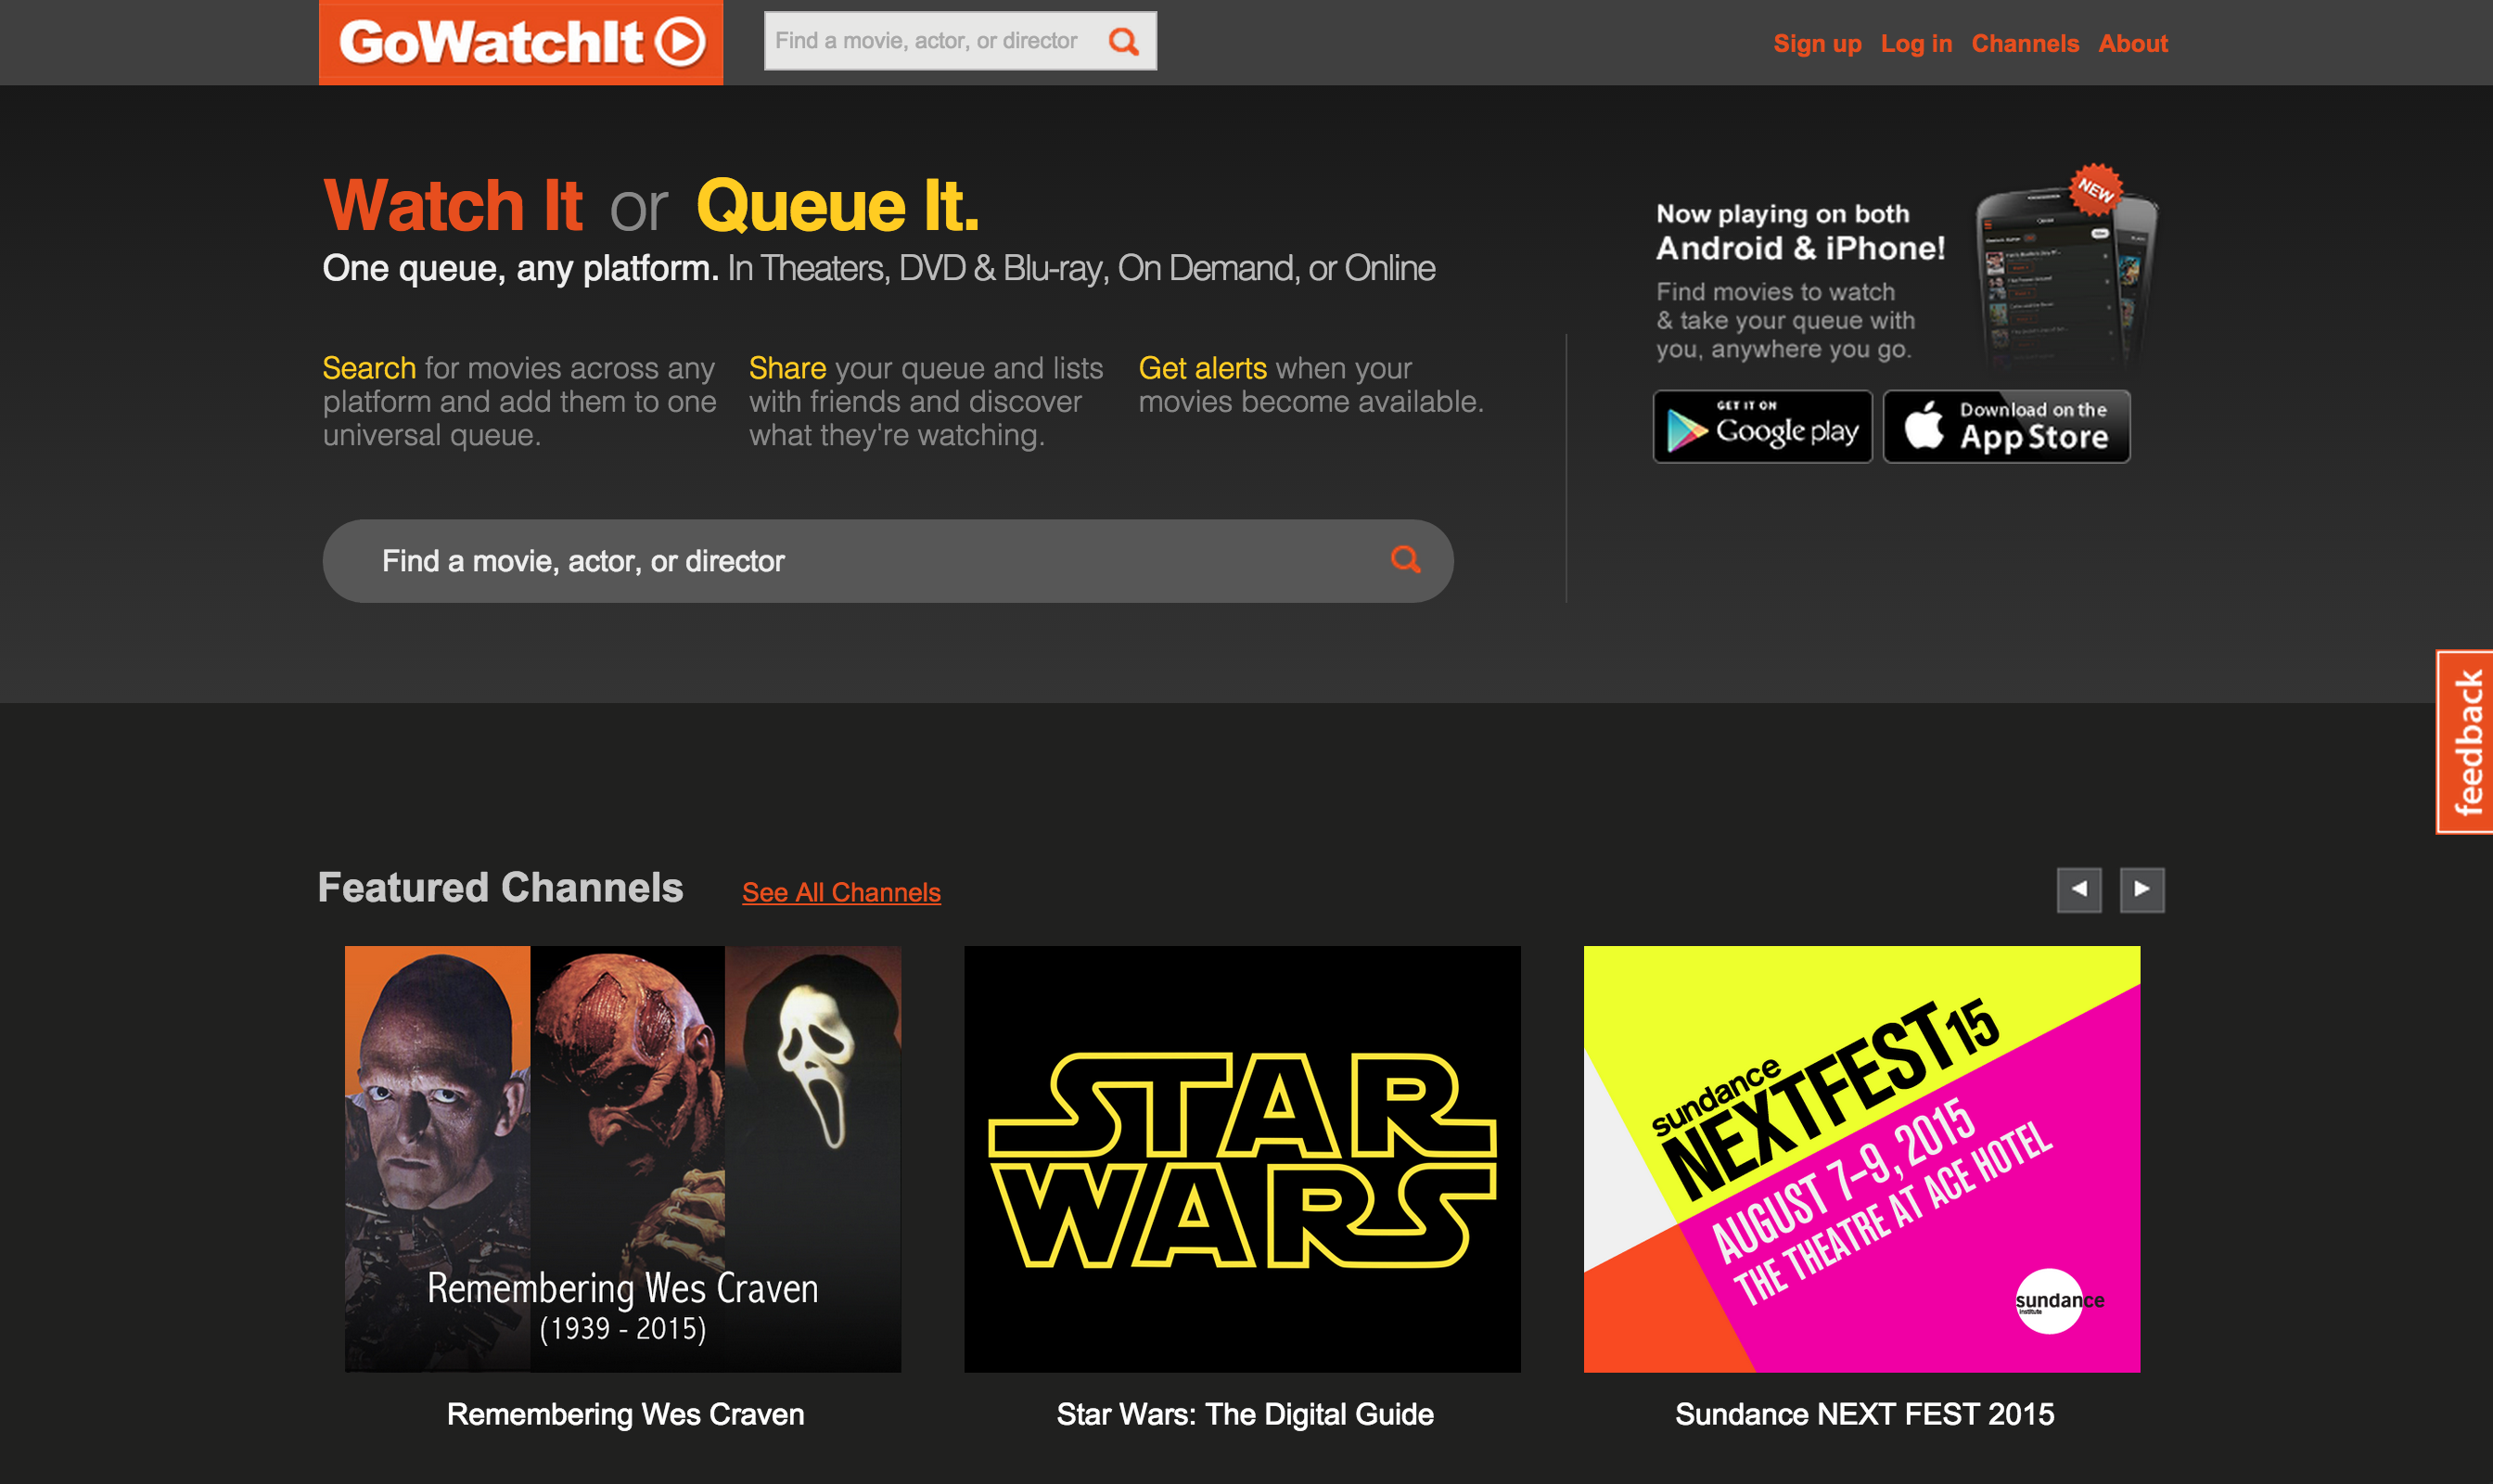 GoWatchIt
Find a movie, actor, or director
Sign up Log in Channels About
Watch It or Queue It.
One queue, any platform. In Theaters, DVD & Blu-ray, On Demand, or Online
Search for movies across any
platform and add them to one
universal queue.
Share your queue and lists
with friends and discover
what they're watching.
Get alerts when your
movies become available.
Find a movie, actor, or director
Now playing on both
Android & iPhone!
Find movies to watch
& take your queue with
you, anywhere you go.
NEW
GET IT ON
Google play
Download on the
App Store
feedback
Featured Channels
See All Channels
Remembering Wes Craven
(1939 - 2015)
Remembering Wes Craven
STAR
WARS
Star Wars: The Digital Guide
sundance
NEXTFEST15
AUGUST 7-9, 2015
THE THEATRE AT ACE HOTEL
sundance
institute
Sundance NEXT FEST 2015